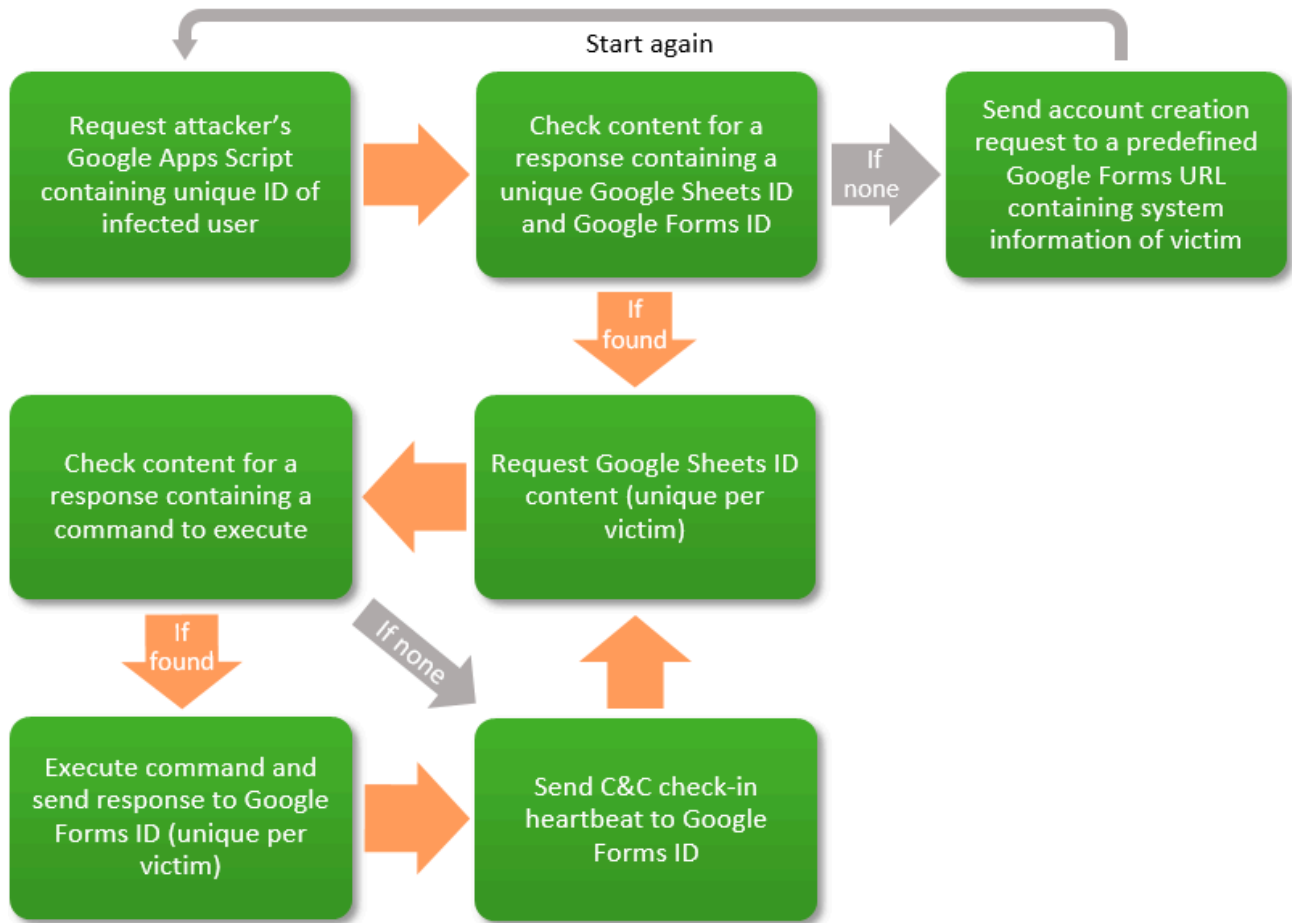 Start again
Request attacker's
Google Apps Script
containing unique ID of
infected user
Check content for a
response containing a
unique Google Sheets ID
and Google Forms ID
If
none
Send account creation
request to a predefined
Google Forms URL
containing system
information of victim
If
found
Check content for a
response containing a
command to execute
Request Google Sheets ID
content (unique per
victim)
If
found
If none
Execute command and
send response to Google
Forms ID (unique per
victim)
Send C&C check-in
heartbeat to Google
Forms ID